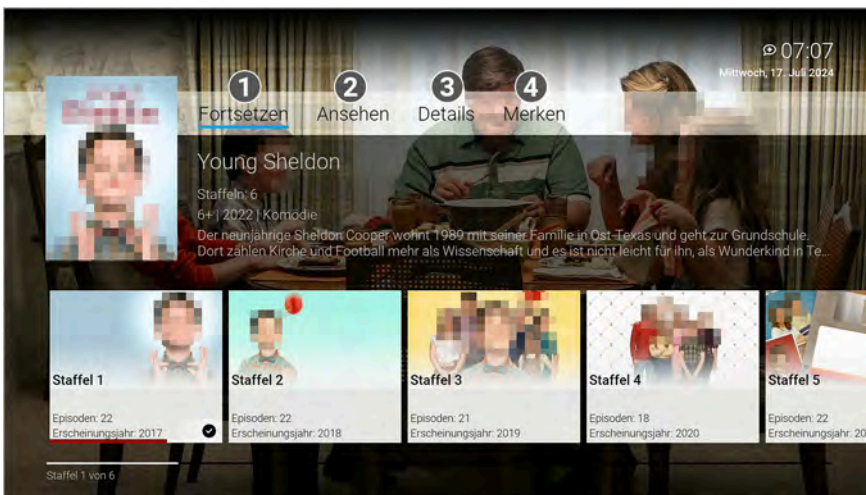 07:07
Mittwoch, 17. Juli 2024
1 2 3 4
Fortsetzen Ansehen Details Merken
Young Sheldon
Staffeln: 6
6+ | 2022 | Komödie
Der neunjährige Sheldon Cooper wohnt 1989 mit seiner Familie in Ost-Texas und geht zur Grundschule.
Dort zählen Kirche und Football mehr als Wissenschaft und es ist nicht leicht für ihn, als Wunderkind in Te...
Staffel 1 Staffel 2 Staffel 3 Staffel 4 Staffel 5
Episoden: 22 Episoden: 22 Episoden: 21 Episoden: 18 Episoden: 22
Erscheinungsjahr: 2017 Erscheinungsjahr: 2018 Erscheinungsjahr: 2019 Erscheinungsjahr: 2020 Erscheinungsjahr: 20
Staffel 1 von 6